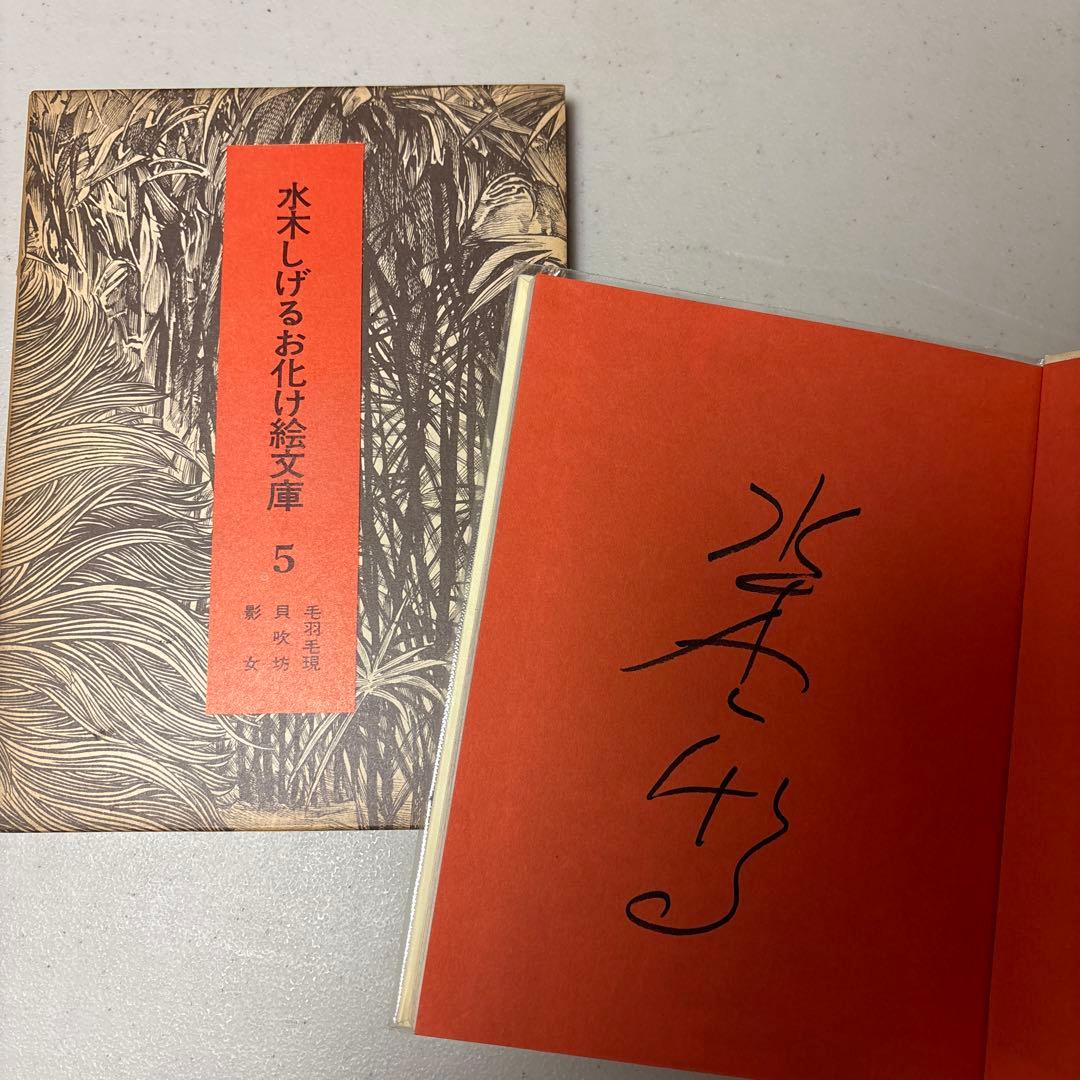 水木しげるお化け絵文庫 5
毛羽毛現
貝吹坊
影女
水木しげる